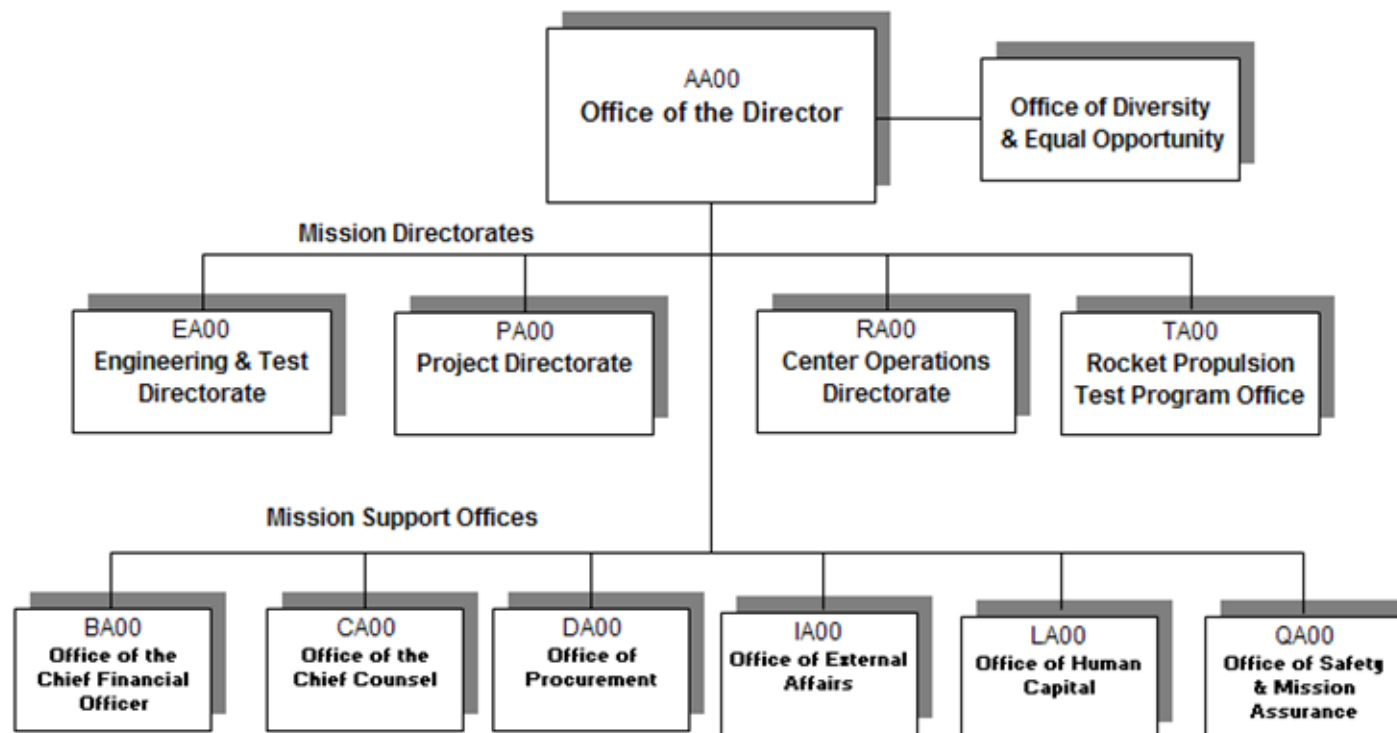 AA00
Office of the Director
Office of Diversity
& Equal Opportunity
Mission Directorates
EA00
Engineering & Test
Directorate
PA00
Project Directorate
RA00
Center Operations
Directorate
TA00
Rocket Propulsion
Test Program Office
Mission Support Offices
BA00
Office of the
Chief Financial
Officer
CA00
Office of the
Chief Counsel
DA00
Office of
Procurement
IA00
Office of External
Affairs
LA00
Office of Human
Capital
QA00
Office of Safety
& Mission
Assurance